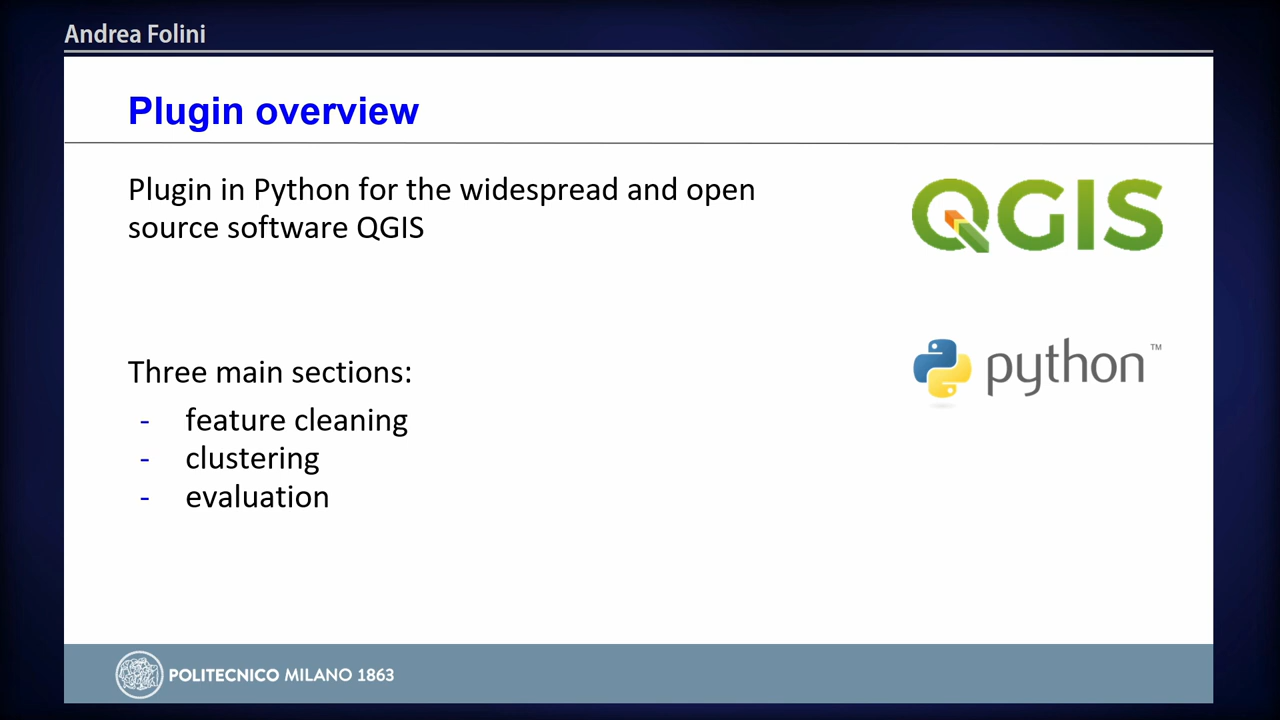 Andrea Folini
Plugin overview
Plugin in Python for the widespread and open
source software QGIS
QGIS
python™
Three main sections:
- feature cleaning
- clustering
- evaluation
POLITECNICO MILANO 1863